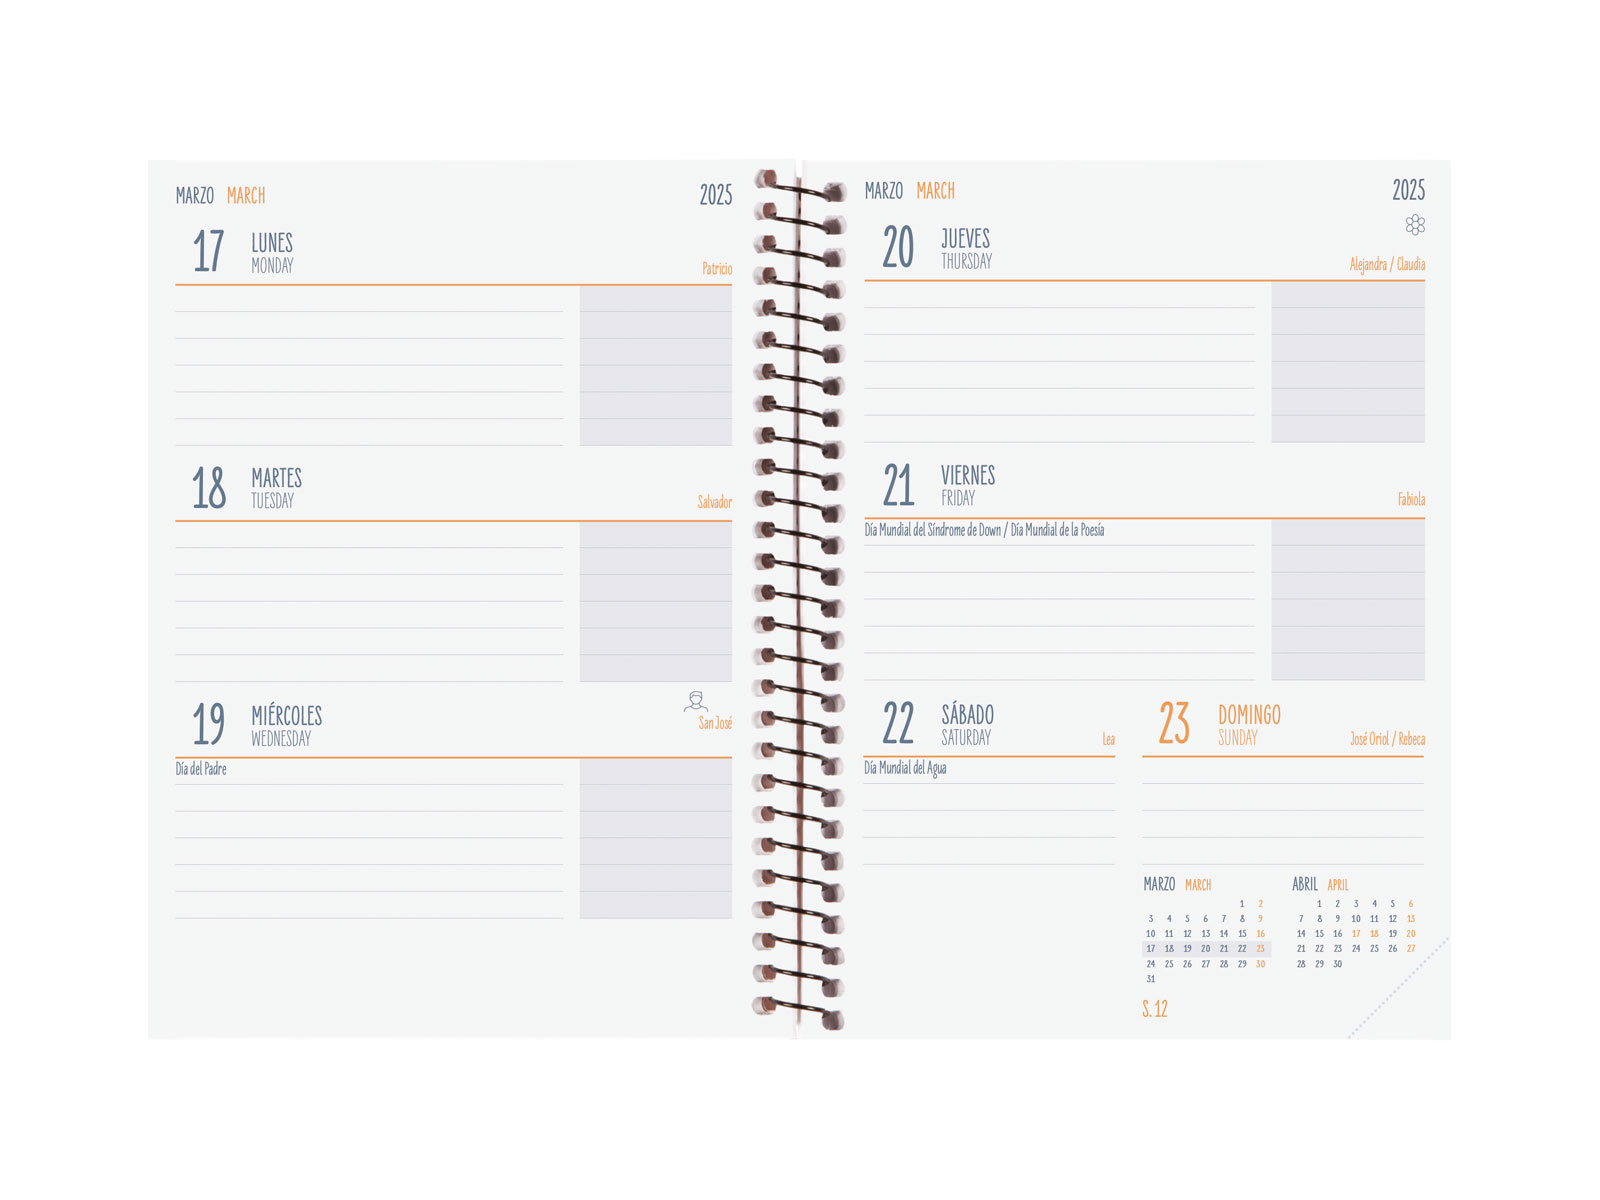 MARZO MARCH 2025
17 LUNES
MONDAY
Patricio
18 MARTES
TUESDAY
Salvador
19 MIÉRCOLES
WEDNESDAY
San José
Día del Padre
MARZO MARCH 2025
20 JUEVES
THURSDAY
Alejandra / Claudia
21 VIERNES
FRIDAY
Fabiola
Día Mundial del Síndrome de Down / Día Mundial de la Poesía
22 SÁBADO
SATURDAY
Lea
Día Mundial del Agua
23 DOMINGO
SUNDAY
José Oriol / Rebeca
MARZO MARCH
1 2
3 4 5 6 7 8 9
10 11 12 13 14 15 16
17 18 19 20 21 22 23
24 25 26 27 28 29 30
31
ABRIL APRIL
1 2 3 4 5 6
7 8 9 10 11 12 13
14 15 16 17 18 19 20
21 22 23 24 25 26 27
28 29 30
S. 12